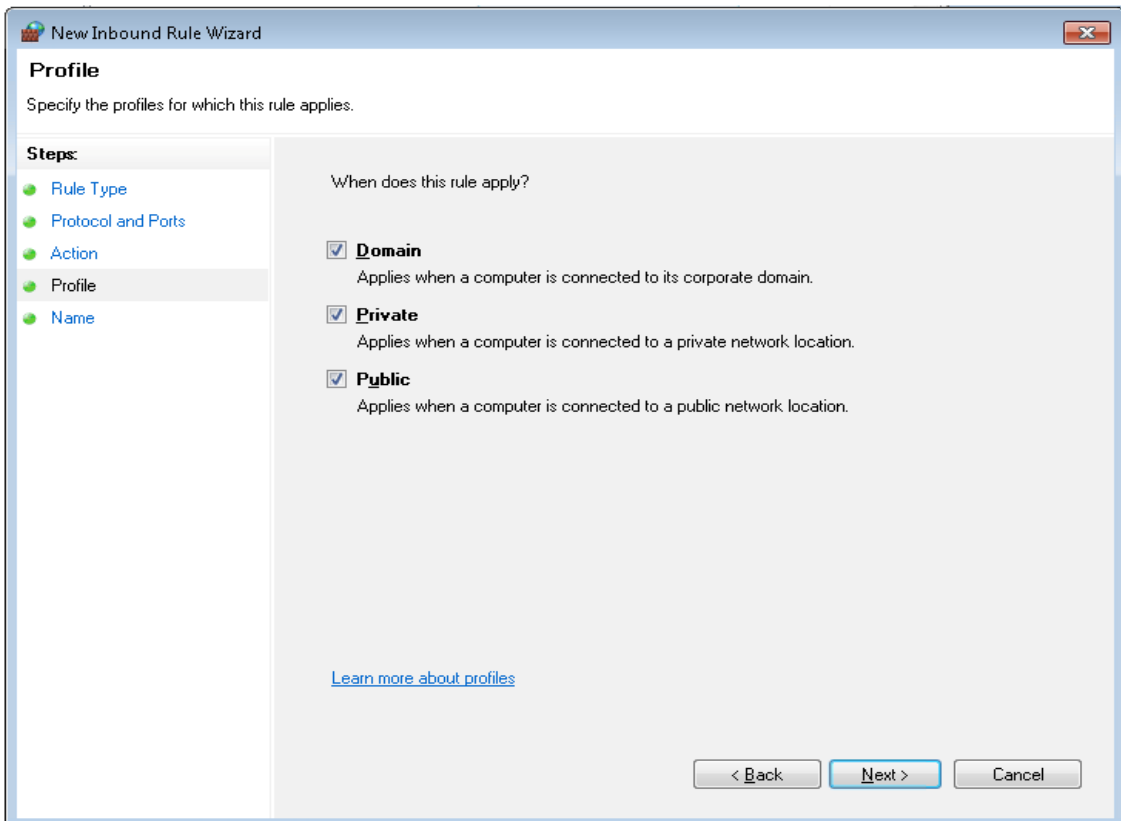 New Inbound Rule Wizard
Profile
Specify the profiles for which this rule applies.
Steps:
Rule Type
Protocol and Ports
Action
Profile
Name
When does this rule apply?
Domain
Applies when a computer is connected to its corporate domain.
Private
Applies when a computer is connected to a private network location.
Public
Applies when a computer is connected to a public network location.
Learn more about profiles
< Back
Next >
Cancel